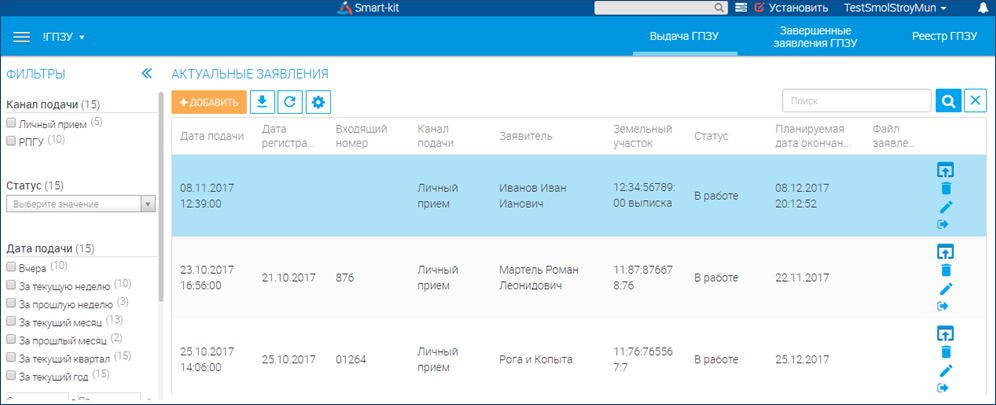 Smart-kit
Установить
TestSmolStroyMun
!ГПЗУ
Выдача ГПЗУ
Завершенные
заявления ГПЗУ
Реестр ГПЗУ
ФИЛЬТРЫ
Канал подачи (15)
Личный прием (5)
РПГУ (10)
Статус (15)
Выберите значение
Дата подачи (15)
Вчера (10)
За текущую неделю (10)
За прошлую неделю (3)
За текущий месяц (13)
За прошлый месяц (2)
За текущий квартал (15)
За текущий год (15)
АКТУАЛЬНЫЕ ЗАЯВЛЕНИЯ
+ ДОБАВИТЬ
Поиск
Дата подачи
Дата
регистра...
Входящий
номер
Канал
подачи
Заявитель
Земельный
участок
Статус
Планируемая
дата окончан...
Файл
заявле...
08.11.2017
12:39:00
Личный
прием
Иванов Иван
Ианович
12:34:56789:
00 выписка
В работе
08.12.2017
20:12:52
23.10.2017
16:56:00
21.10.2017
876
Личный
прием
Мартель Роман
Леонидович
11:87:87667
8:76
В работе
22.11.2017
25.10.2017
14:06:00
25.10.2017
01264
Личный
прием
Рога и Копыта
11:76:76556
7:7
В работе
25.12.2017